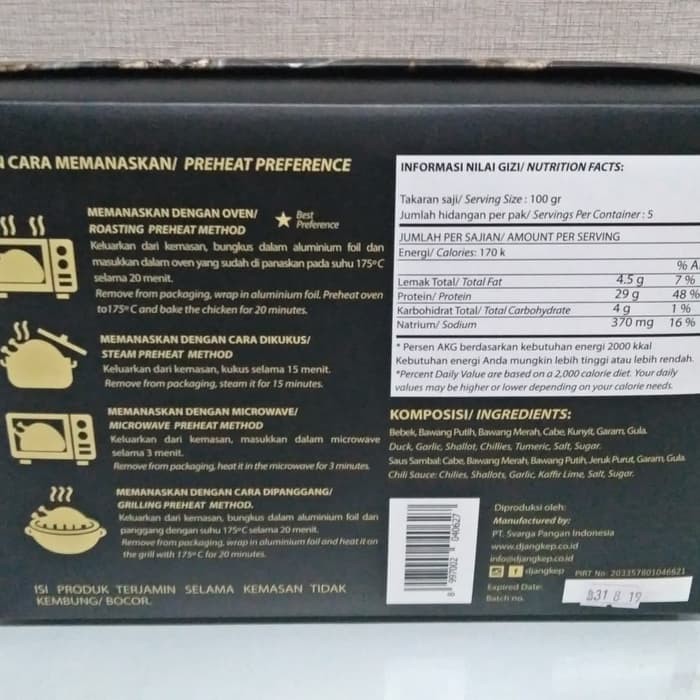 CARA MEMANASKAN/ PREHEAT PREFERENCE
MEMANASKAN DENGAN OVEN/
ROASTING PREHEAT METHOD
Best
Preference
Keluarkan dari kemasan, bungkus dalam aluminium foil dan
masukkan dalam oven yang sudah di panaskan pada suhu 175ºC
selama 20 menit.
Remove from packaging, wrap in aluminium foil. Preheat oven
to175ºC and bake the chicken for 20 minutes.
MEMANASKAN DENGAN CARA DIKUKUS/
STEAM PREHEAT METHOD
Keluarkan dari kemasan, kukus selama 15 menit.
Remove from packaging, steam it for 15 minutes.
MEMANASKAN DENGAN MICROWAVE/
MICROWAVE PREHEAT METHOD
Keluarkan dari kemasan, masukkan dalam microwave
selama 3 menit.
Remove from packaging, heat it in the microwave for 3 minutes.
MEMANASKAN DENGAN CARA DIPANGGANG/
GRILLING PREHEAT METHOD.
Keluarkan dari kemasan, bungkus dalam aluminium foil dan
panggang dengan suhu 175ºC selama 20 menit.
Remove from packaging, wrap in aluminium foil and heat it on
the grill with 175ºC for 20 minutes.
ISI PRODUK TERJAMIN SELAMA KEMASAN TIDAK
KEMBUNG/ BOCOR.
INFORMASI NILAI GIZI/ NUTRITION FACTS:
Takaran saji/ Serving Size : 100 gr
Jumlah hidangan per pak/ Servings Per Container : 5
JUMLAH PER SAJIAN/ AMOUNT PER SERVING
Energi/ Calories: 170 k
% A
Lemak Total/ Total Fat 4.5 g 7 %
Protein/ Protein 29 g 48 %
Karbohidrat Total/ Total Carbohydrate 4 g 1 %
Natrium/ Sodium 370 mg 16 %
* Persen AKG berdasarkan kebutuhan energi 2000 kkal
Kebutuhan energi Anda mungkin lebih tinggi atau lebih rendah.
*Percent Daily Value are based on a 2,000 calorie diet. Your daily
values may be higher or lower depending on your calorie needs.
KOMPOSISI/ INGREDIENTS:
Bebek, Bawang Putih, Bawang Merah, Cabe, Kunyit, Garam, Gula.
Duck, Garlic, Shallot, Chillies, Tumeric, Salt, Sugar.
Saus Sambal: Cabe, Bawang Merah, Bawang Putih, Jeruk Purut, Garam, Gula.
Chili Sauce: Chilies, Shallots, Garlic, Kaffir Lime, Salt, Sugar.
8 997002 040627
Diproduksi oleh:
Manufactured by:
PT. Svarga Pangan Indonesia
www.djangkep.co.id
info@djangkep.co.id
djangkep PIRT No: 203357801046621
Expired Date:
Batch no.
31 8 19